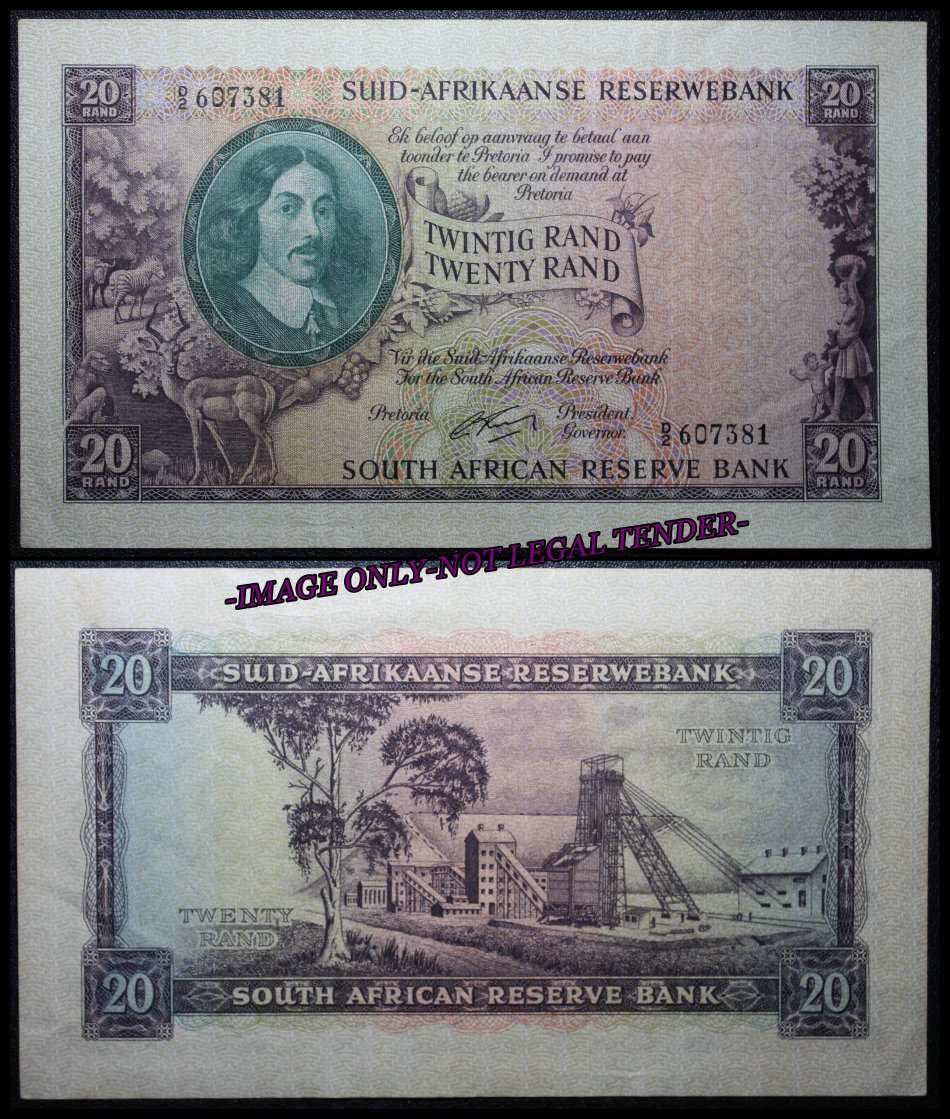 20
RAND
D/2 607381
SUID-AFRIKAANSE RESERWEBANK
20
RAND
Ek beloof op aanvraag te betaal aan
toonder te Pretoria I promise to pay
the bearer on demand at
Pretoria
TWINTIG RAND
TWENTY RAND
Vir die Suid-Afrikaanse Reserwebank
For the South African Reserve Bank
Pretoria
President.
Governor.
D/2 607381
20
RAND
SOUTH AFRICAN RESERVE BANK
20
RAND
-IMAGE ONLY-NOT LEGAL TENDER-
20
SUID-AFRIKAANSE RESERWEBANK
20
TWINTIG
RAND
TWENTY
RAND
20
SOUTH AFRICAN RESERVE BANK
20